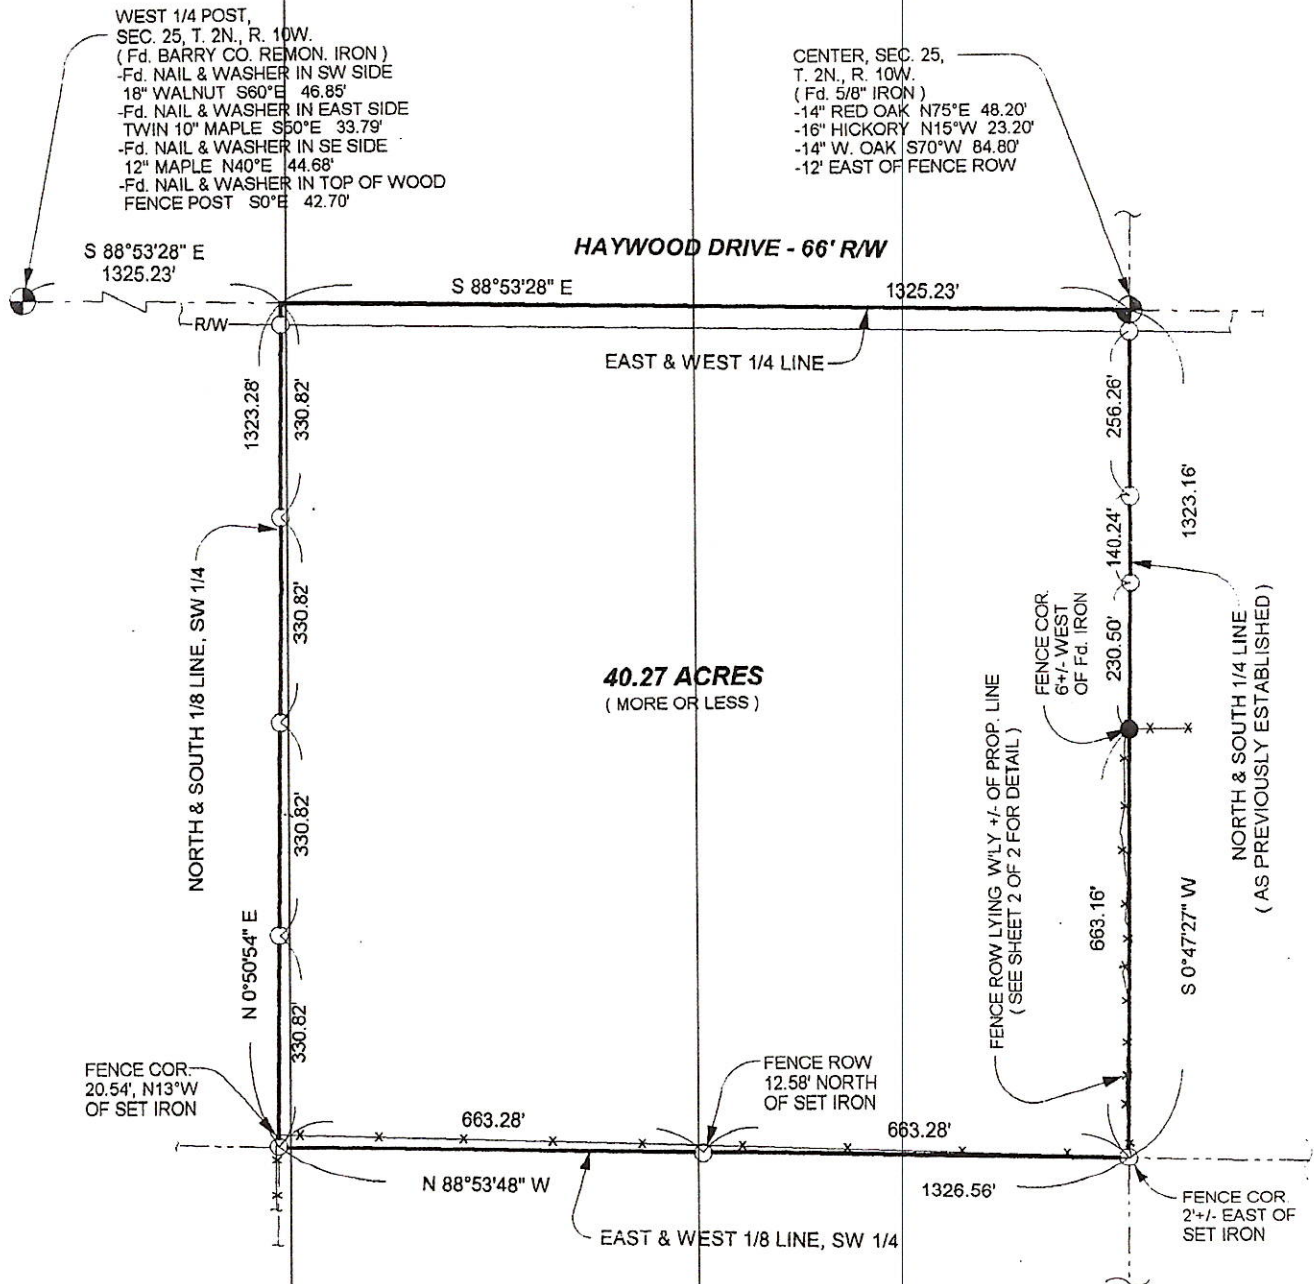 WEST 1/4 POST,
SEC. 25, T. 2N., R. 10W.
( Fd. BARRY CO. REMON. IRON )
-Fd. NAIL & WASHER IN SW SIDE
18" WALNUT S60°E 46.85'
-Fd. NAIL & WASHER IN EAST SIDE
TWIN 10" MAPLE S50°E 33.79'
-Fd. NAIL & WASHER IN SE SIDE
12" MAPLE N40°E 44.68'
-Fd. NAIL & WASHER IN TOP OF WOOD
FENCE POST S0°E 42.70'
CENTER, SEC. 25,
T. 2N., R. 10W.
( Fd. 5/8" IRON )
-14" RED OAK N75°E 48.20'
-16" HICKORY N15°W 23.20'
-14" W. OAK S70°W 84.80'
-12' EAST OF FENCE ROW
S 88°53'28" E
1325.23'
HAYWOOD DRIVE - 66' R/W
S 88°53'28" E
1325.23'
R/W
EAST & WEST 1/4 LINE
1323.28'
330.82'
256.26'
1323.16'
140.24'
NORTH & SOUTH 1/8 LINE, SW 1/4
330.82'
FENCE COR.
6'+/- WEST
OF Fd. IRON
230.50'
NORTH & SOUTH 1/4 LINE
( AS PREVIOUSLY ESTABLISHED )
40.27 ACRES
( MORE OR LESS )
FENCE ROW LYING W'LY +/- OF PROP. LINE
( SEE SHEET 2 OF 2 FOR DETAIL )
330.82'
663.16'
S 0°47'27" W
N 0°50'54" E
330.82'
FENCE COR.
20.54', N13°W
OF SET IRON
FENCE ROW
12.58' NORTH
OF SET IRON
663.28'
663.28'
N 88°53'48" W
1326.56'
FENCE COR.
2'+/- EAST OF
SET IRON
EAST & WEST 1/8 LINE, SW 1/4